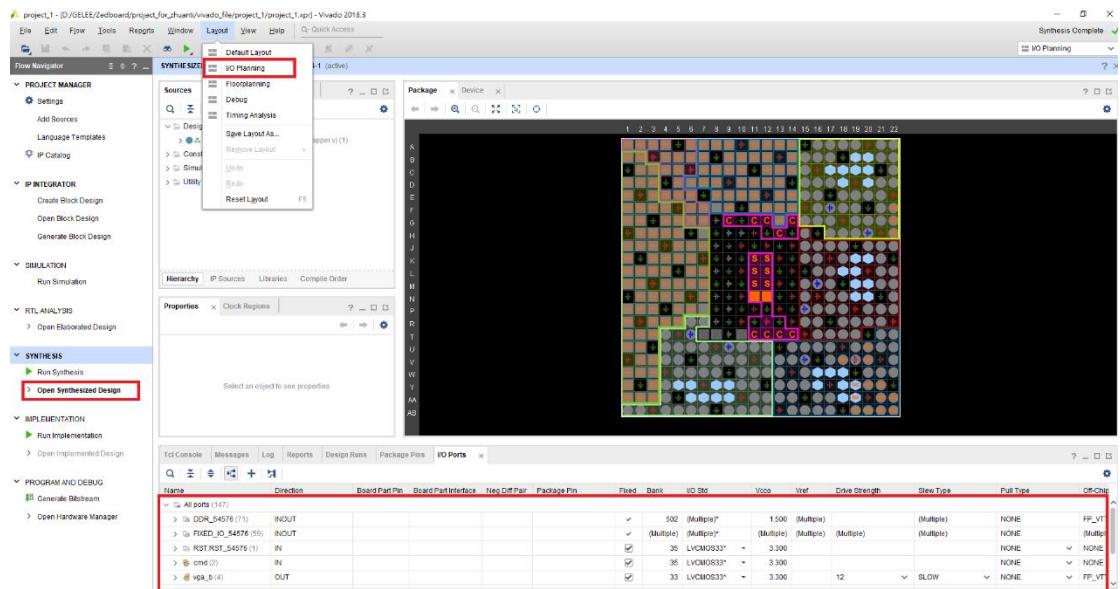 project_1 - [D:/GELEE/Zedboard/project_for_zhuanti/vivado_file/project_1/project_1.xpr] - Vivado 2018.3
File Edit Flow Tools Reports Window Layout View Help Q- Quick Access
Synthesis Complete
Default Layout
I/O Planning
Floorplanning
Debug
Timing Analysis
Save Layout As...
Remove Layout
Undo
Redo
Reset Layout F5
I/O Planning
Flow Navigator
PROJECT MANAGER
Settings
Add Sources
Language Templates
IP Catalog
IP INTEGRATOR
Create Block Design
Open Block Design
Generate Block Design
SIMULATION
Run Simulation
RTL ANALYSIS
Open Elaborated Design
SYNTHESIS
Run Synthesis
Open Synthesized Design
IMPLEMENTATION
Run Implementation
Open Implemented Design
PROGRAM AND DEBUG
Generate Bitstream
Open Hardware Manager
(active)
Sources
Desig
Const
Simul
Utility
Hierarchy IP Sources Libraries Compile Order
Properties Clock Regions
Select an object to see properties
Package Device
1 2 3 4 5 6 7 8 9 10 11 12 13 14 15 16 17 18 19 20 21 22
A
B
C
D
E
F
G
H
J
K
L
M
N
P
R
T
U
V
W
Y
AA
AB
Tcl Console Messages Log Reports Design Runs Package Pins I/O Ports
Name Direction Board Part Pin Board Part Interface Neg Diff Pair Package Pin Fixed Bank I/O Std Vcco Vref Drive Strength Slew Type Pull Type Off-Chip
All ports (147)
DDR_54576 (71) INOUT 502 (Multiple)* 1.500 (Multiple) (Multiple) NONE FP_VT
FIXED_IO_54576 (59) INOUT (Multiple) (Multiple)* (Multiple) (Multiple) (Multiple) (Multiple) NONE (Multipl
RST.RST_54576 (1) IN 35 LVCMOS33* 3.300 NONE NONE
cmd (2) IN 35 LVCMOS33* 3.300 NONE NONE
vga_b (4) OUT 33 LVCMOS33* 3.300 12 SLOW NONE FP_VT